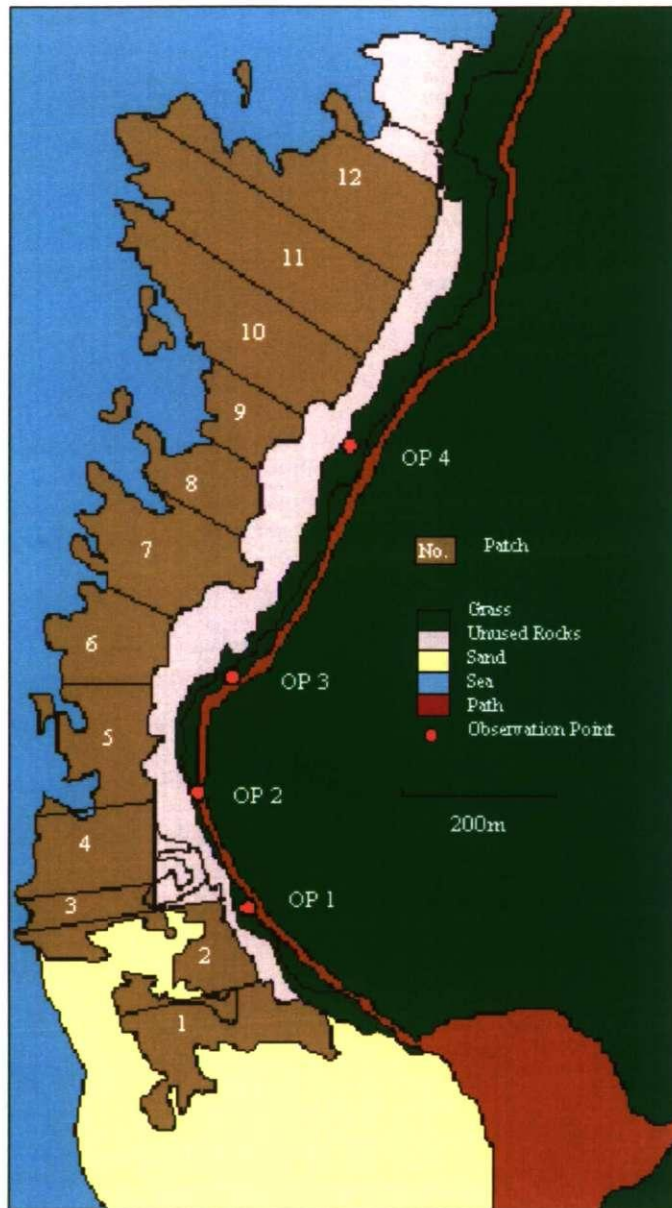 12
11
10
9
OP 4
8
No. Patch
7
Grass
6
Unused Rocks
Sand
OP 3
Sea
Path
5
Observation Point
OP 2
200m
4
OP 1
3
2
1